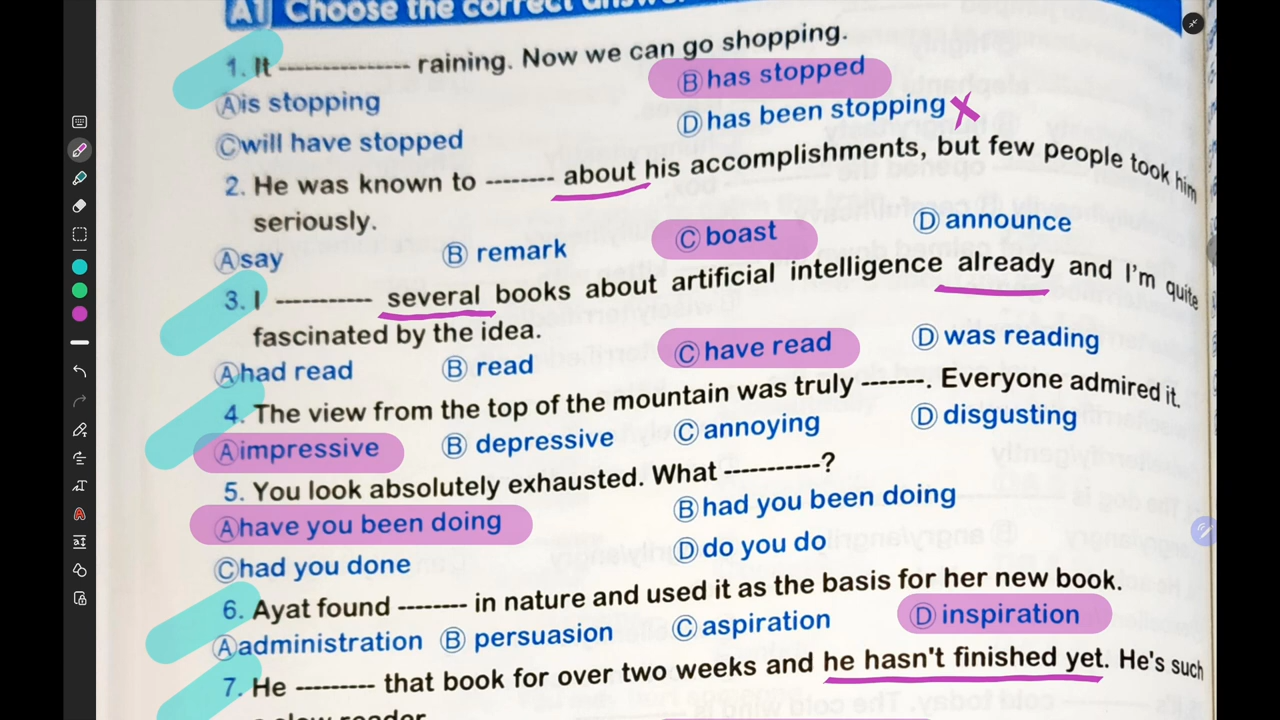 A1 Choose the correct answer
1. It --------------- raining. Now we can go shopping.
A is stopping
B has stopped
C will have stopped
D has been stopping
2. He was known to -------- about his accomplishments, but few people took him
seriously.
A say B remark C boast D announce
3. I ----------- several books about artificial intelligence already and I'm quite
fascinated by the idea.
A had read B read C have read D was reading
4. The view from the top of the mountain was truly -------. Everyone admired it.
A impressive B depressive C annoying D disgusting
5. You look absolutely exhausted. What -----------?
A have you been doing
B had you been doing
C had you done
D do you do
6. Ayat found -------- in nature and used it as the basis for her new book.
A administration B persuasion C aspiration D inspiration
7. He --------- that book for over two weeks and he hasn't finished yet. He's such
a slow reader